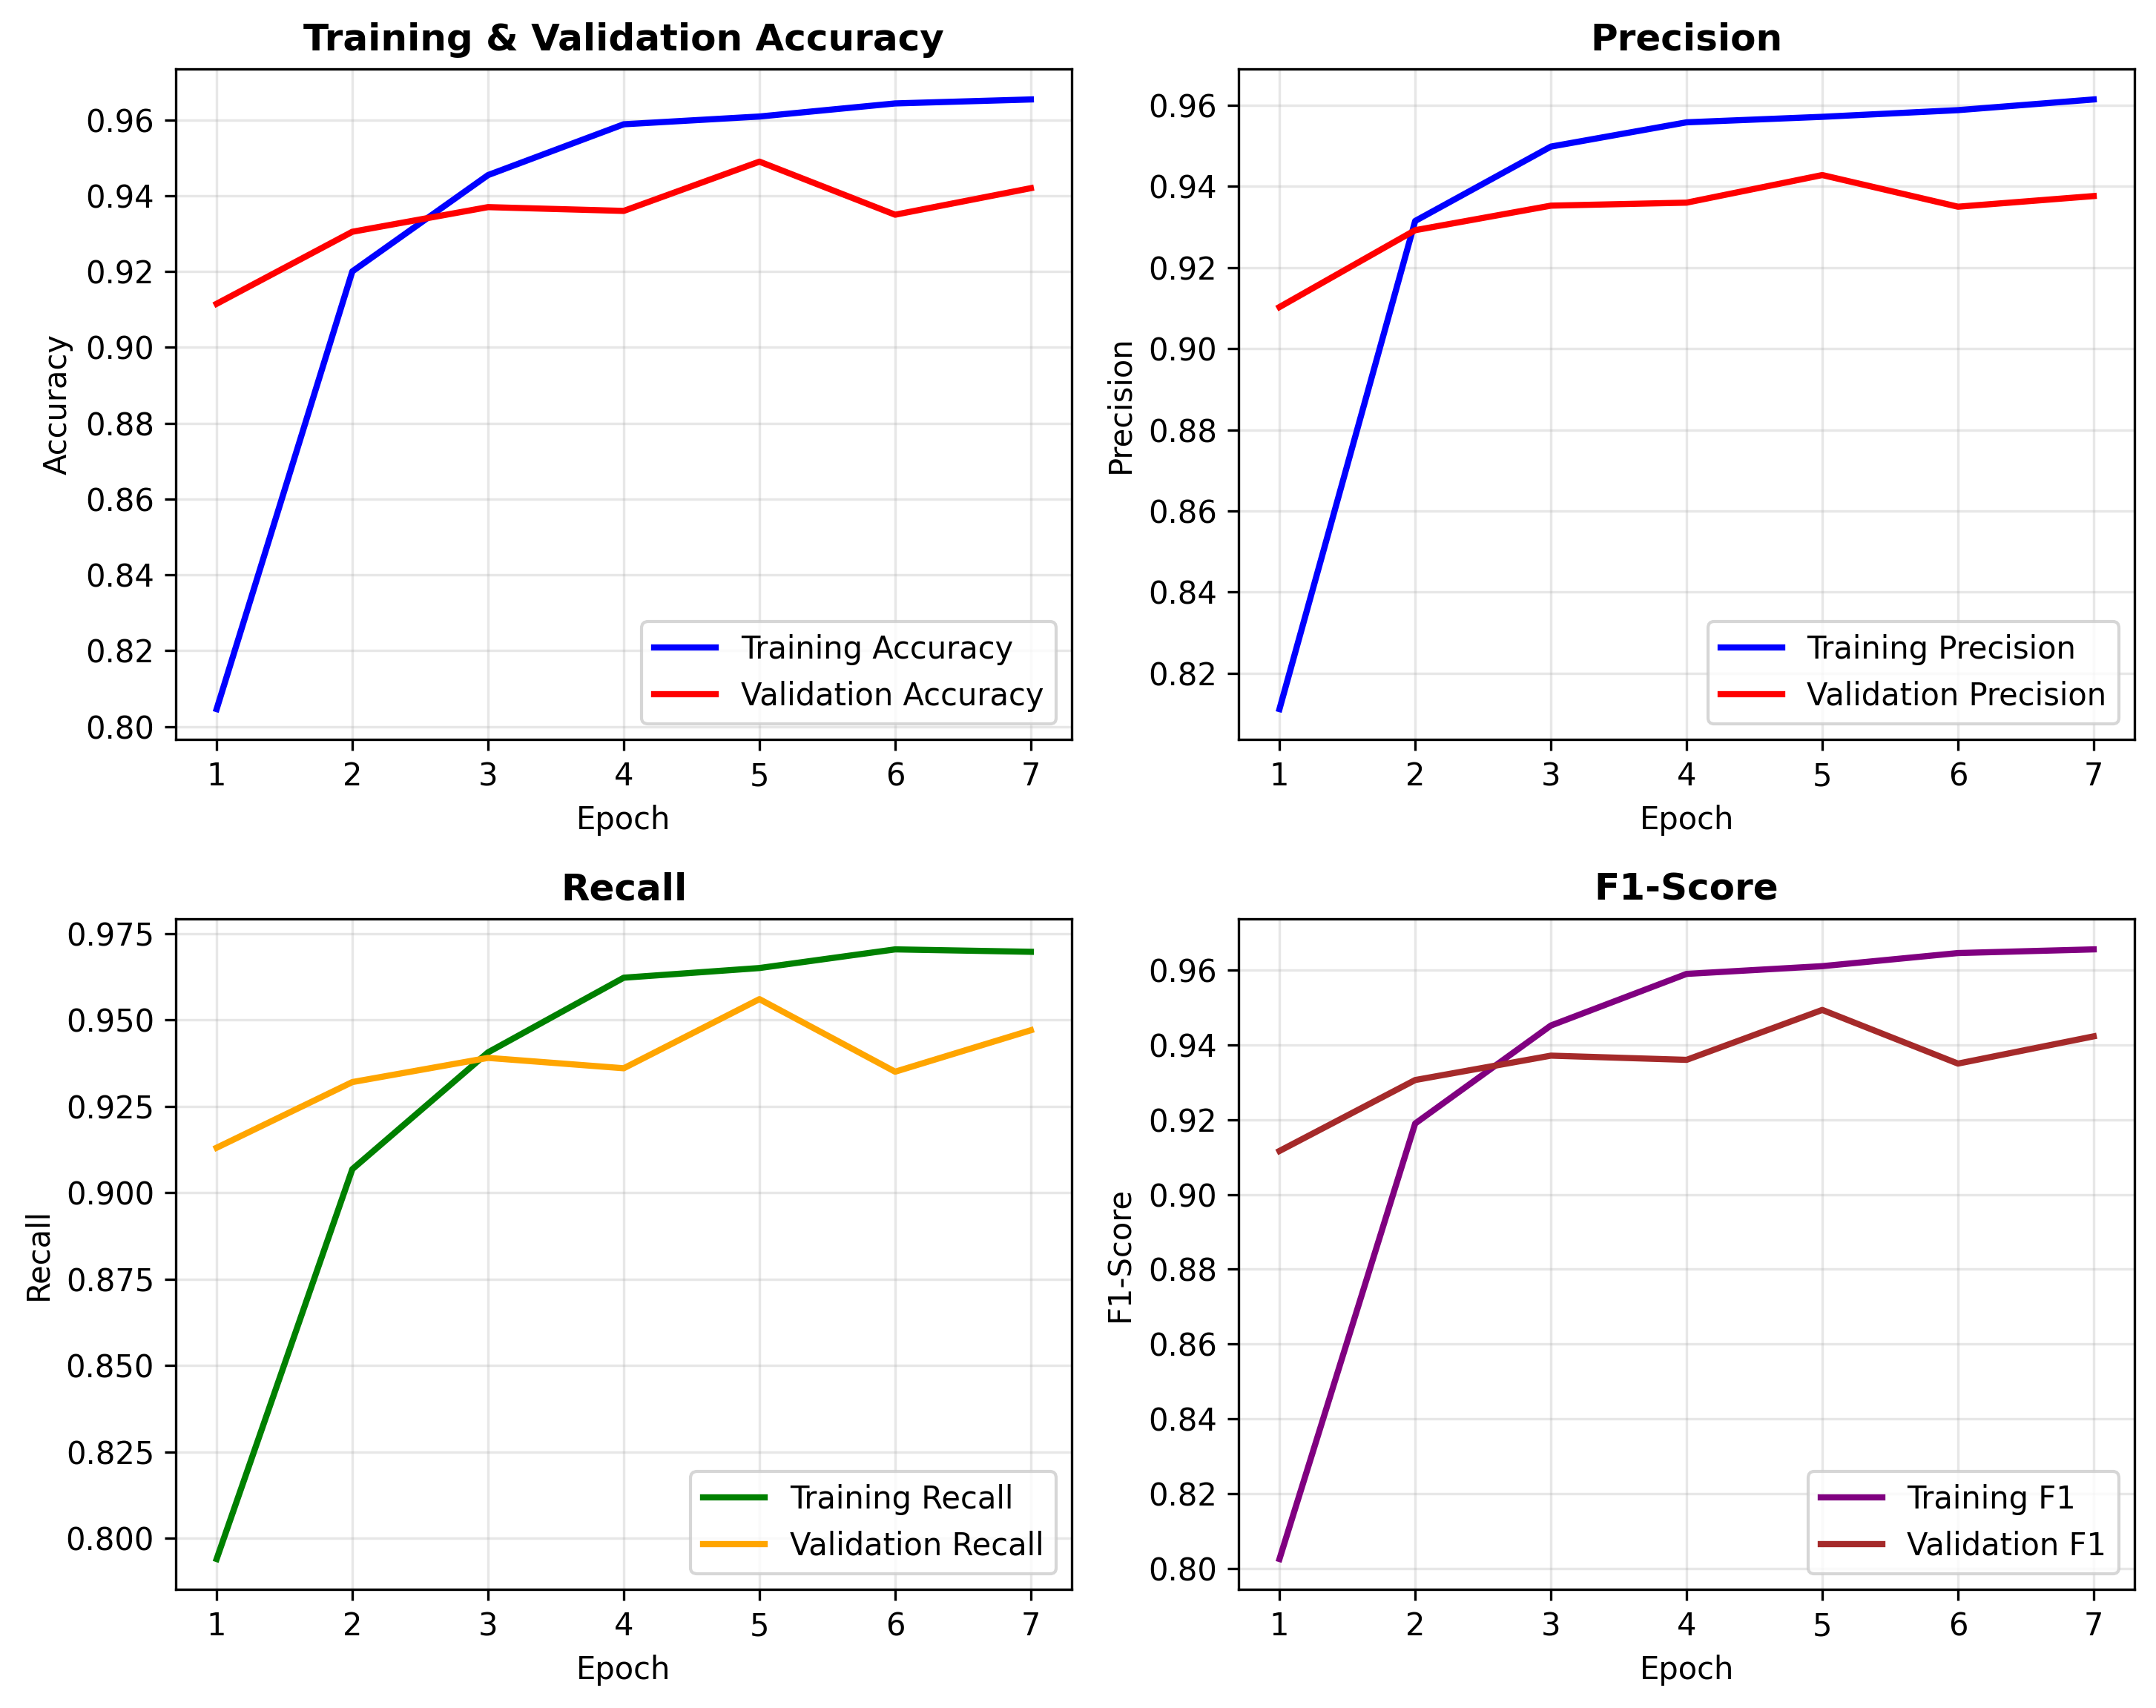 Training & Validation Accuracy
Accuracy
0.96
0.94
0.92
0.90
0.88
0.86
0.84
0.82
0.80
Training Accuracy
Validation Accuracy
1 2 3 4 5 6 7
Epoch
Precision
Precision
0.96
0.94
0.92
0.90
0.88
0.86
0.84
0.82
Training Precision
Validation Precision
1 2 3 4 5 6 7
Epoch
Recall
Recall
0.975
0.950
0.925
0.900
0.875
0.850
0.825
0.800
Training Recall
Validation Recall
1 2 3 4 5 6 7
Epoch
F1-Score
F1-Score
0.96
0.94
0.92
0.90
0.88
0.86
0.84
0.82
0.80
Training F1
Validation F1
1 2 3 4 5 6 7
Epoch